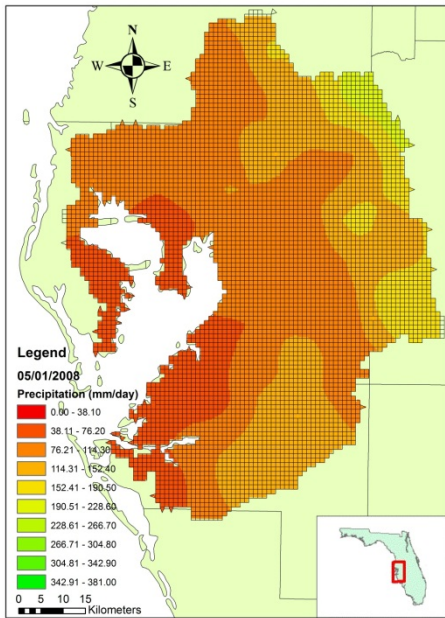 N
W E
S
Legend
05/01/2008
Precipitation (mm/day)
0.00 - 38.10
38.11 - 76.20
76.21 - 114.30
114.31 - 152.40
152.41 - 190.50
190.51 - 228.60
228.61 - 266.70
266.71 - 304.80
304.81 - 342.90
342.91 - 381.00
0 5 10 15
Kilometers